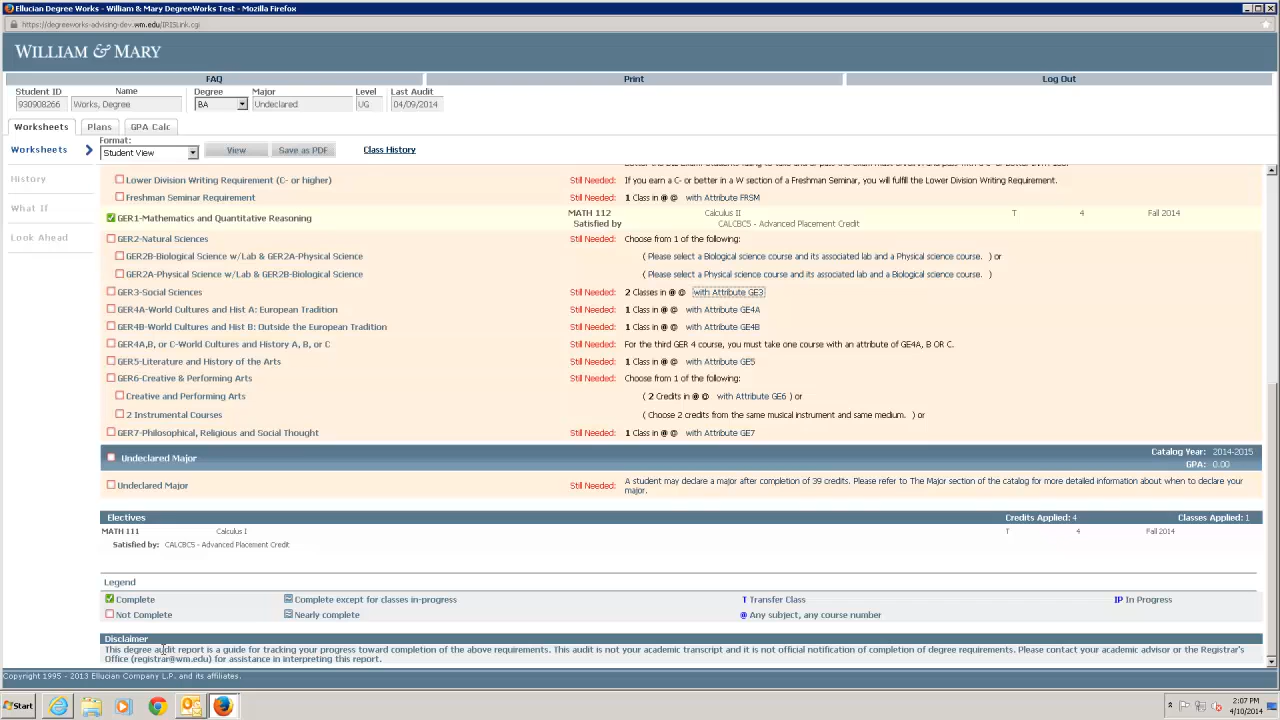 Ellucian Degree Works - William & Mary DegreeWorks Test - Mozilla Firefox
https://degreeworks-advising-dev.wm.edu/IRISLink.cgi
WILLIAM & MARY
FAQ Print Log Out
Student ID Name Degree Major Level Last Audit
930908266 Works, Degree BA Undeclared UG 04/09/2014
Worksheets Plans GPA Calc
Format:
Worksheets Student View View Save as PDF Class History
History
What If
Look Ahead
Lower Division Writing Requirement (C- or higher) Still Needed: If you earn a C- or better in a W section of a Freshman Seminar, you will fulfill the Lower Division Writing Requirement.
Freshman Seminar Requirement Still Needed: 1 Class in @ @ with Attribute FRSM
GER1-Mathematics and Quantitative Reasoning MATH 112 Calculus II T 4 Fall 2014
Satisfied by CALCBC5 - Advanced Placement Credit
GER2-Natural Sciences Still Needed: Choose from 1 of the following:
GER2B-Biological Science w/Lab & GER2A-Physical Science ( Please select a Biological science course and its associated lab and a Physical science course. ) or
GER2A-Physical Science w/Lab & GER2B-Biological Science ( Please select a Physical science course and its associated lab and a Biological science course. )
GER3-Social Sciences Still Needed: 2 Classes in @ @ with Attribute GE3
GER4A-World Cultures and Hist A: European Tradition Still Needed: 1 Class in @ @ with Attribute GE4A
GER4B-World Cultures and Hist B: Outside the European Tradition Still Needed: 1 Class in @ @ with Attribute GE4B
GER4A,B, or C-World Cultures and History A, B, or C Still Needed: For the third GER 4 course, you must take one course with an attribute of GE4A, B OR C.
GER5-Literature and History of the Arts Still Needed: 1 Class in @ @ with Attribute GE5
GER6-Creative & Performing Arts Still Needed: Choose from 1 of the following:
Creative and Performing Arts ( 2 Credits in @ @ with Attribute GE6 ) or
2 Instrumental Courses ( Choose 2 credits from the same musical instrument and same medium. ) or
GER7-Philosophical, Religious and Social Thought Still Needed: 1 Class in @ @ with Attribute GE7
Undeclared Major Catalog Year: 2014-2015
GPA: 0.00
Undeclared Major Still Needed: A student may declare a major after completion of 39 credits. Please refer to The Major section of the catalog for more detailed information about when to declare your
major.
Electives Credits Applied: 4 Classes Applied: 1
MATH 111 Calculus I T 4 Fall 2014
Satisfied by: CALCBC5 - Advanced Placement Credit
Legend
Complete Complete except for classes in-progress T Transfer Class IP In Progress
Not Complete Nearly complete @ Any subject, any course number
Disclaimer
This degree audit report is a guide for tracking your progress toward completion of the above requirements. This audit is not your academic transcript and it is not official notification of completion of degree requirements. Please contact your academic advisor or the Registrar's
Office (registrar@wm.edu) for assistance in interpreting this report.
Copyright 1995 - 2013 Ellucian Company L.P. and its affiliates.
Start 2:07 PM
4/10/2014